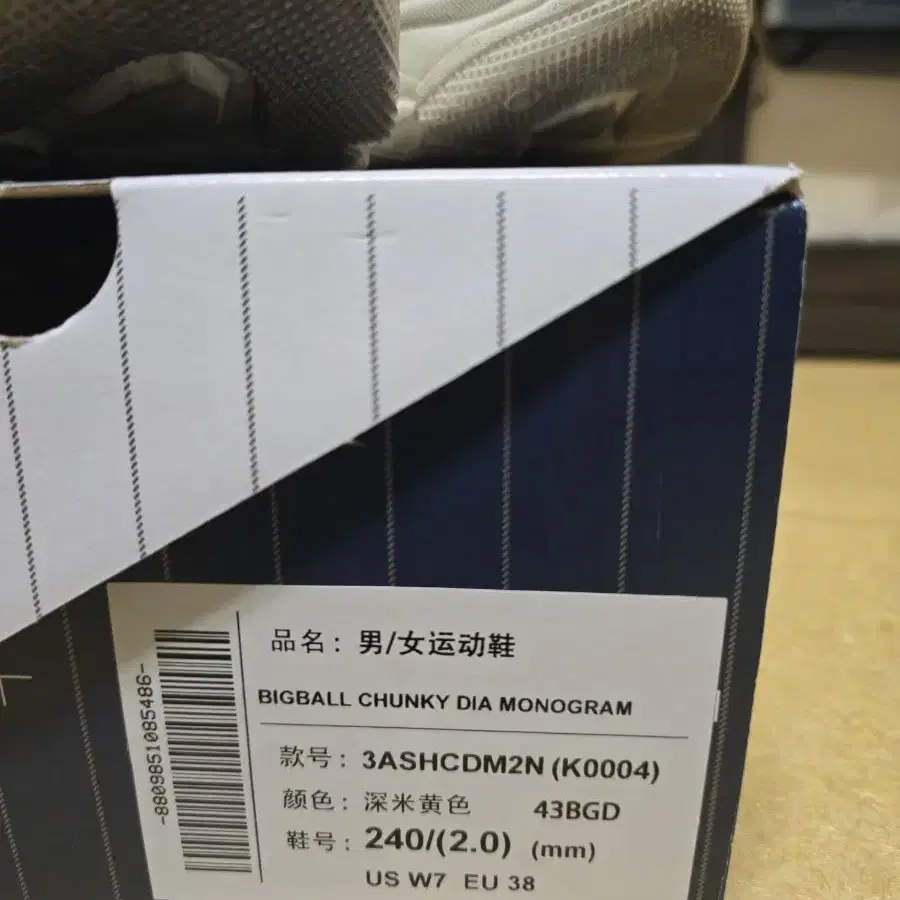 品名：男/女运动鞋
BIGBALL CHUNKY DIA MONOGRAM
款号：3ASHCDM2N (K0004)
颜色：深米黄色 43BGD
鞋号：240/(2.0) (mm)
US W7 EU 38
-8809851085486-